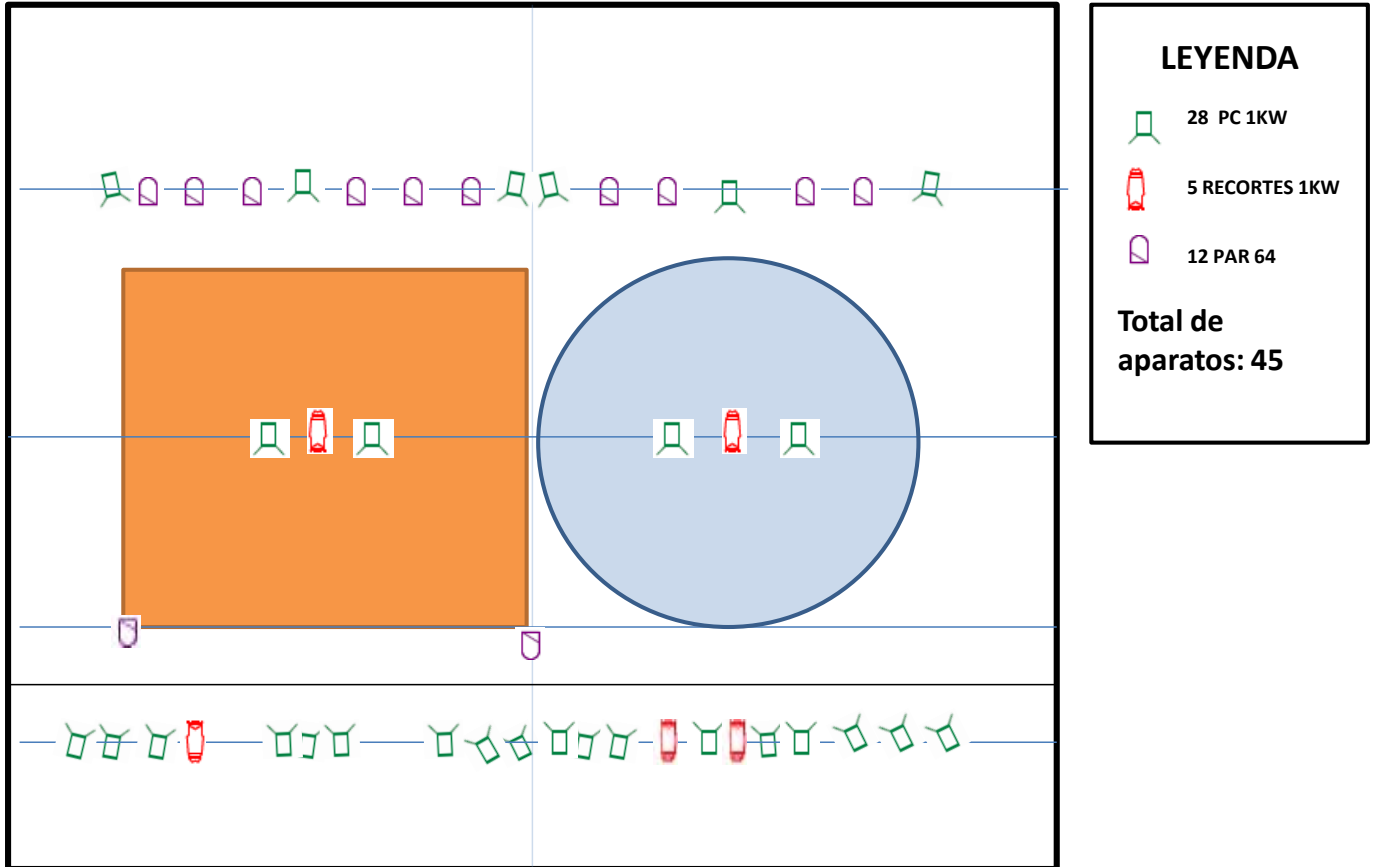 LEYENDA
28 PC 1KW
5 RECORTES 1KW
12 PAR 64
Total de
aparatos: 45